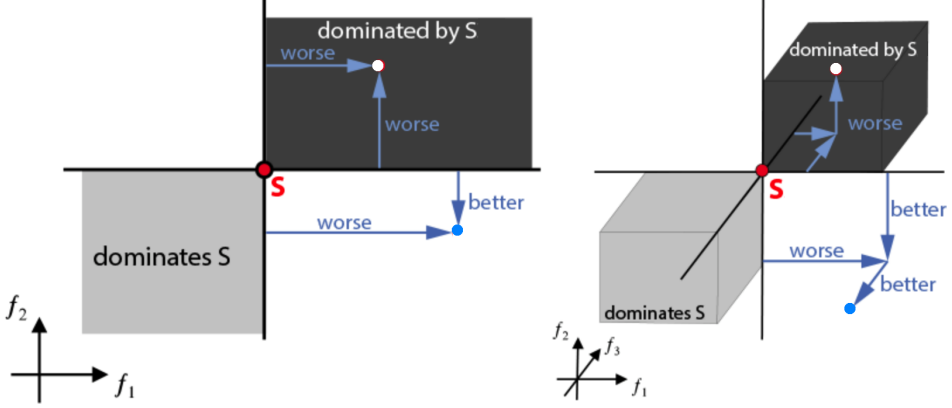 dominated by S
worse
worse
S
better
worse
dominates S
f₂
f₁
dominated by S
worse
S
better
worse
better
dominates S
f₂
f₃
f₁